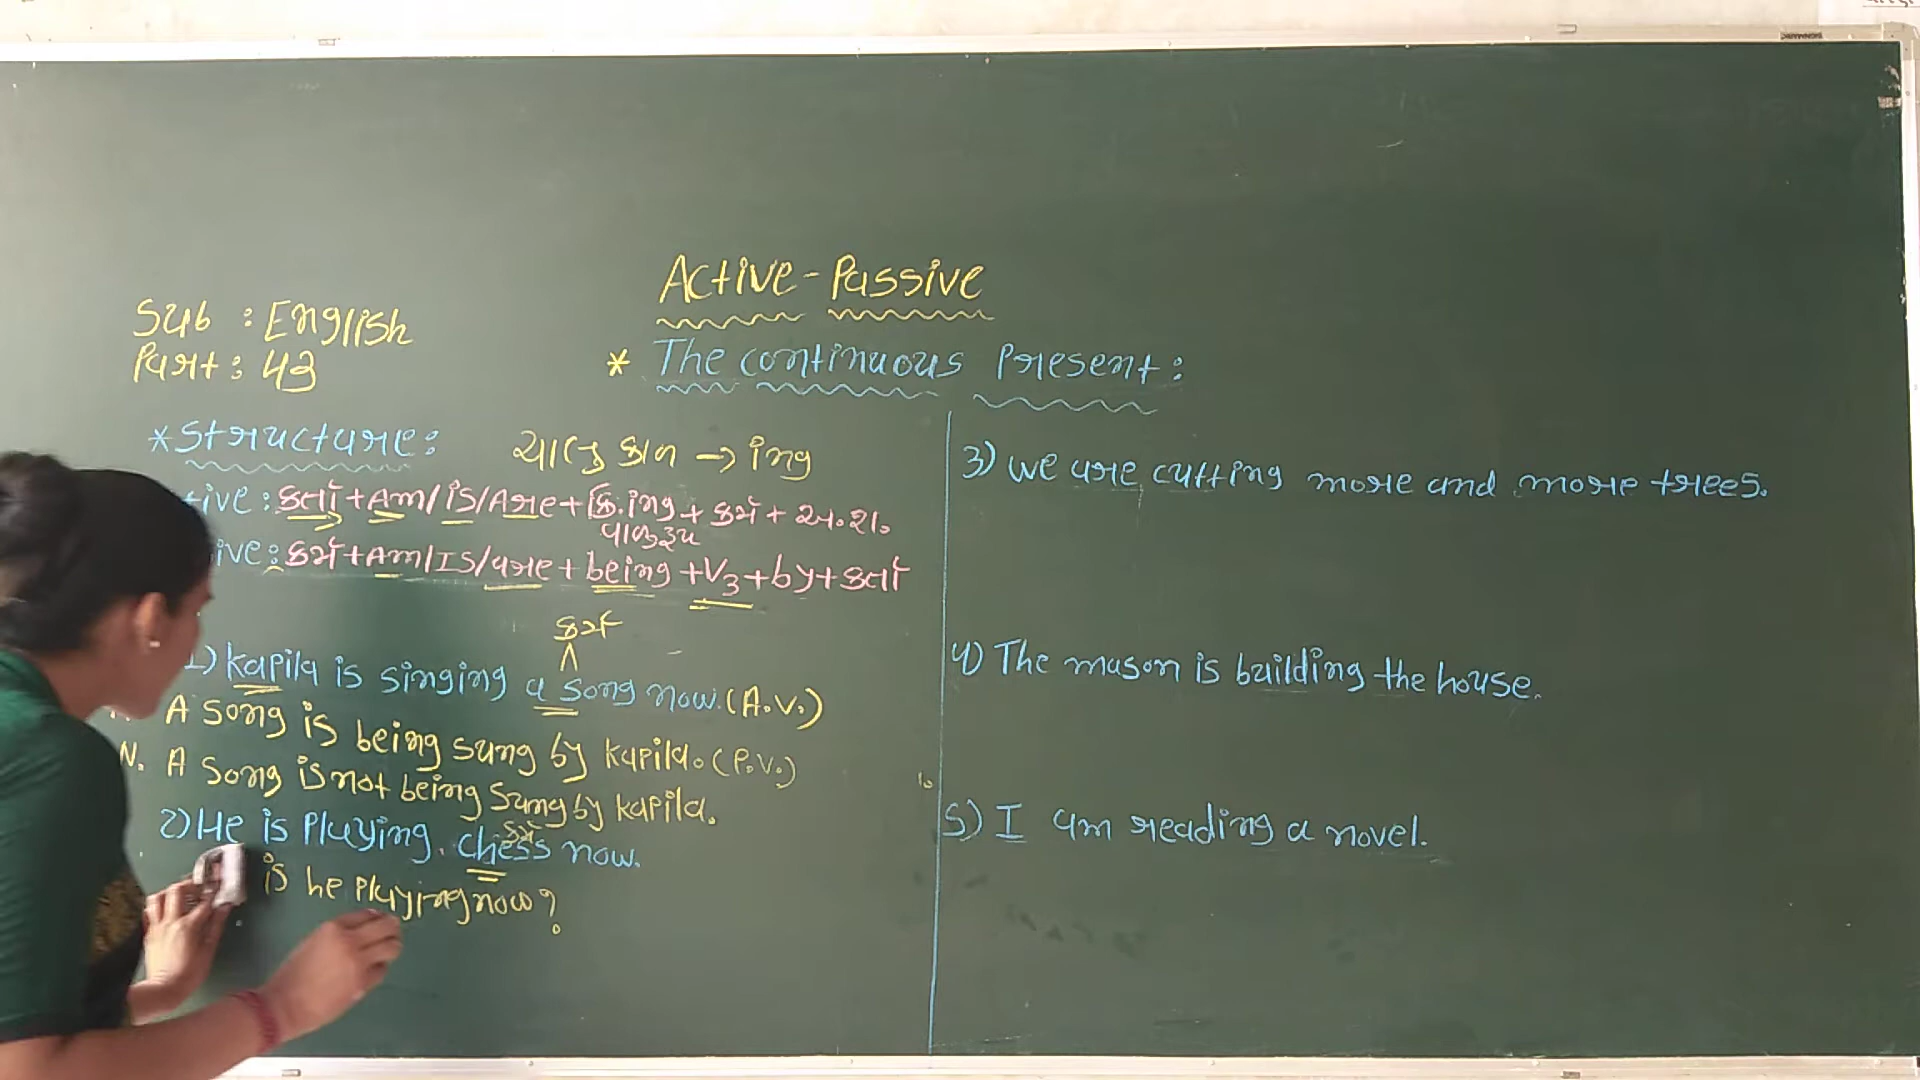 Active-Passive
Sub : English
Part : 43
* The continuous Present :
* Structure :
ચાલુ કાળ → ing
ive : કર્તા + Am / is / Are + ક્રિ. ing + કર્મ + અ. શ.
વાળુ રૂપ
ive : કર્મ + Am / IS / are + being + V3 + by + કર્તા
કર્મ
1) kapila is singing a song now. (A.V.)
A song is being sung by kapila. (P.V.)
N. A song is not being sung by kapila.
કર્મ
2) He is Playing chess now.
is he playing now?
3) we are cutting more and more trees.
4) The mason is building the house.
5) I am reading a novel.